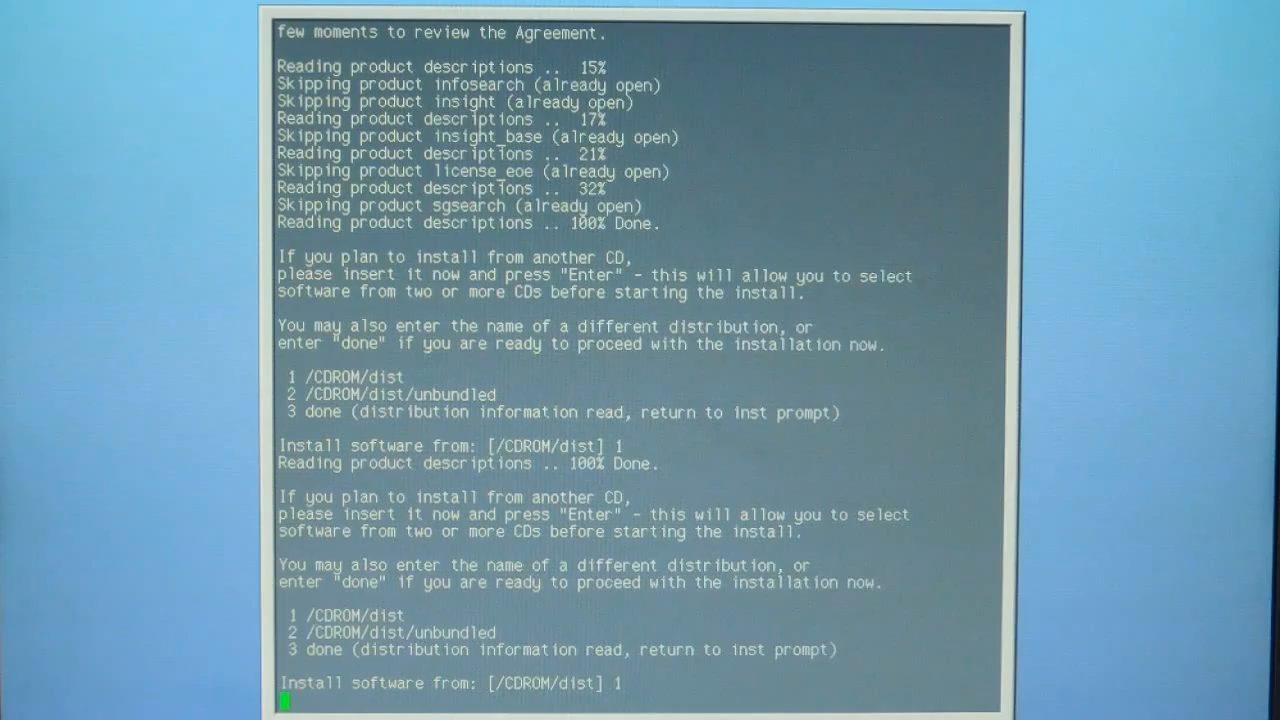 few moments to review the Agreement.
Reading product descriptions .. 15%
Skipping product infosearch (already open)
Skipping product insight (already open)
Reading product descriptions .. 17%
Skipping product insight_base (already open)
Reading product descriptions .. 21%
Skipping product license_eoe (already open)
Reading product descriptions .. 32%
Skipping product sgsearch (already open)
Reading product descriptions .. 100% Done.
If you plan to install from another CD,
please insert it now and press "Enter" - this will allow you to select
software from two or more CDs before starting the install.
You may also enter the name of a different distribution, or
enter "done" if you are ready to proceed with the installation now.
1 /CDROM/dist
2 /CDROM/dist/unbundled
3 done (distribution information read, return to inst prompt)
Install software from: [/CDROM/dist] 1
Reading product descriptions .. 100% Done.
If you plan to install from another CD,
please insert it now and press "Enter" - this will allow you to select
software from two or more CDs before starting the install.
You may also enter the name of a different distribution, or
enter "done" if you are ready to proceed with the installation now.
1 /CDROM/dist
2 /CDROM/dist/unbundled
3 done (distribution information read, return to inst prompt)
Install software from: [/CDROM/dist] 1